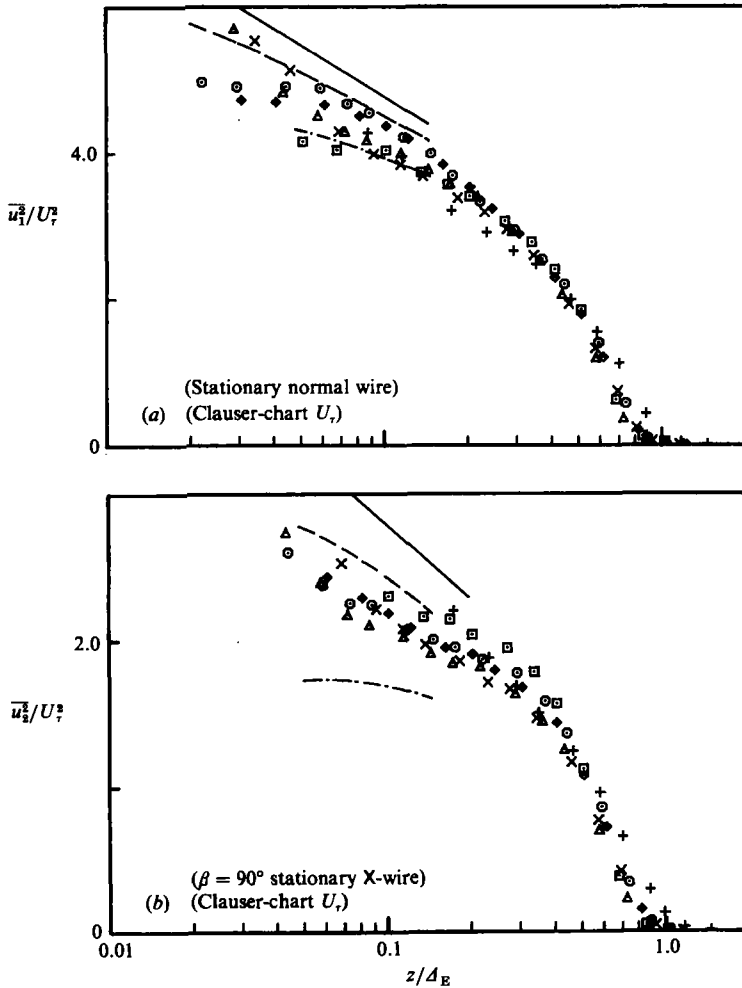 4.0
$\overline{u_1^2}/U_\tau^2$
(Stationary normal wire)
(a) (Clauser-chart $U_\tau$)
0
2.0
$\overline{u_2^2}/U_\tau^2$
(β = 90° stationary X-wire)
(b) (Clauser-chart $U_\tau$)
0
0.01 0.1 1.0
$z/\Delta_E$